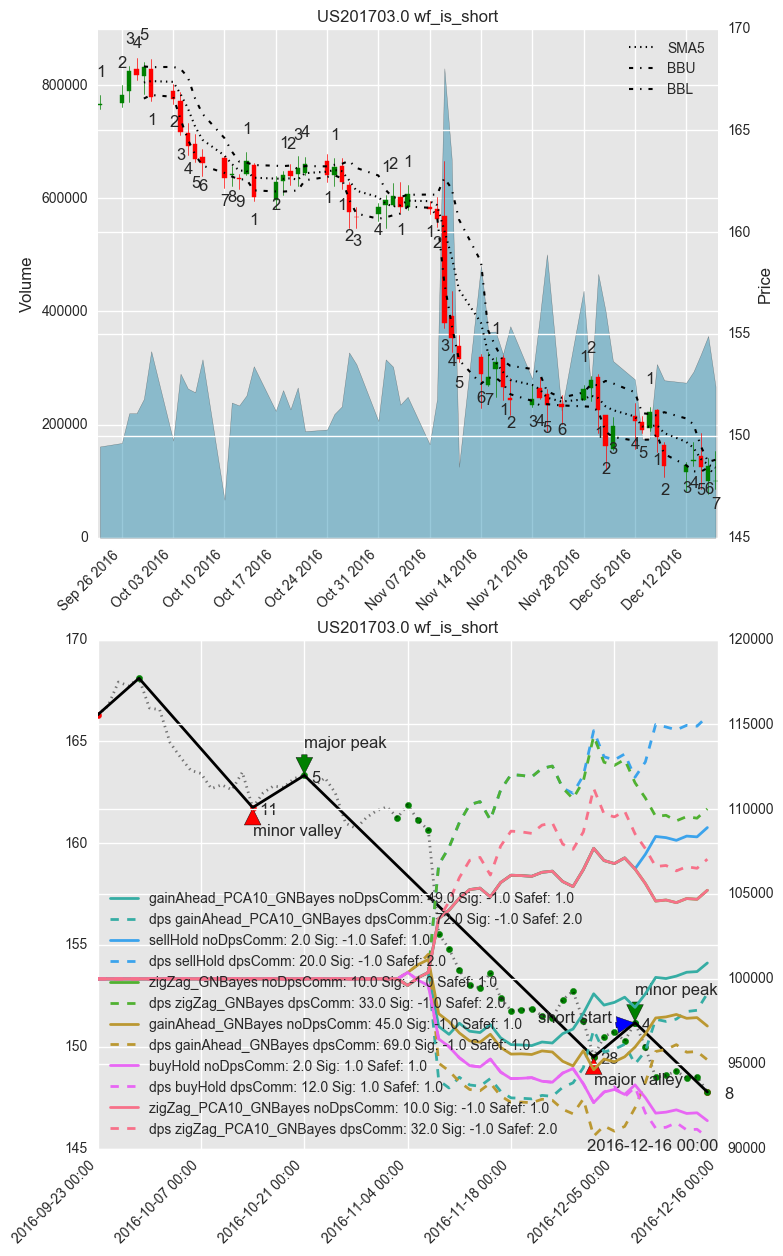 US201703.0 wf_is_short
170
165
160
155
150
145
Price
800000
600000
400000
200000
0
Volume
SMA5
BBU
BBL
Sep 26 2016
Oct 03 2016
Oct 10 2016
Oct 17 2016
Oct 24 2016
Oct 31 2016
Nov 07 2016
Nov 14 2016
Nov 21 2016
Nov 28 2016
Dec 05 2016
Dec 12 2016
US201703.0 wf_is_short
170
165
160
155
150
145
120000
115000
110000
105000
100000
95000
90000
major peak
5
11
minor valley
gainAhead_PCA10_GNBayes noDpsComm: 49.0 Sig: -1.0 Safef: 1.0
dps gainAhead_PCA10_GNBayes dpsComm: 72.0 Sig: -1.0 Safef: 2.0
sellHold noDpsComm: 2.0 Sig: -1.0 Safef: 1.0
dps sellHold dpsComm: 20.0 Sig: -1.0 Safef: 2.0
zigZag_GNBayes noDpsComm: 10.0 Sig: -1.0 Safef: 1.0
dps zigZag_GNBayes dpsComm: 33.0 Sig: -1.0 Safef: 2.0
gainAhead_GNBayes noDpsComm: 45.0 Sig: -1.0 Safef: 1.0
dps gainAhead_GNBayes dpsComm: 69.0 Sig: -1.0 Safef: 2.0
buyHold noDpsComm: 2.0 Sig: 1.0 Safef: 1.0
dps buyHold dpsComm: 12.0 Sig: 1.0 Safef: 1.0
zigZag_PCA10_GNBayes noDpsComm: 10.0 Sig: -1.0 Safef: 1.0
dps zigZag_PCA10_GNBayes dpsComm: 32.0 Sig: -1.0 Safef: 2.0
minor peak
short start
4
28
major valley
8
2016-12-16 00:00
2016-09-23 00:00
2016-10-07 00:00
2016-10-21 00:00
2016-11-04 00:00
2016-11-18 00:00
2016-12-05 00:00
2016-12-16 00:00